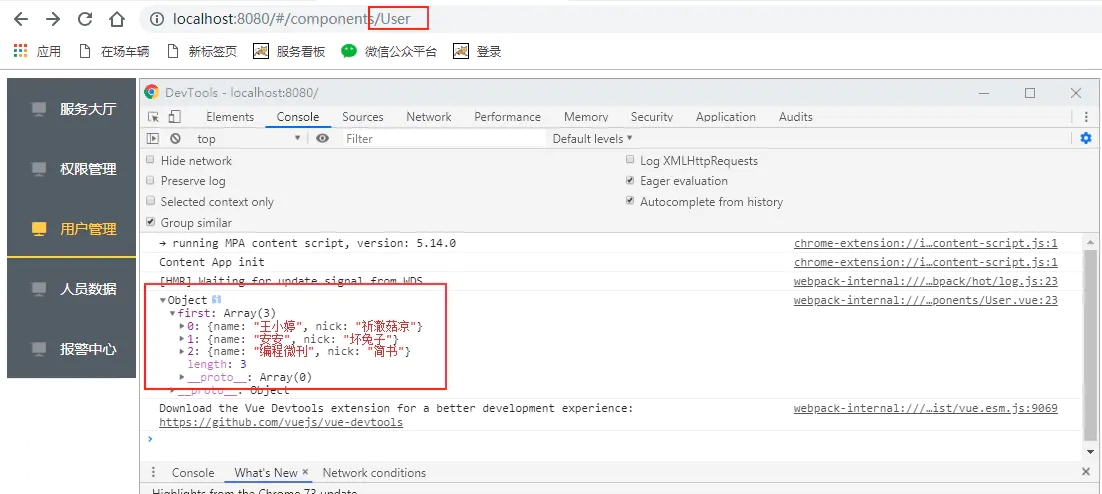 localhost:8080/#/components/User
应用 在场车辆 新标签页 服务看板 微信公众平台 登录
服务大厅
权限管理
用户管理
人员数据
报警中心
DevTools - localhost:8080/
Elements Console Sources Network Performance Memory Security Application Audits
top Filter Default levels
Hide network Log XMLHttpRequests
Preserve log Eager evaluation
Selected context only Autocomplete from history
Group similar
→ running MPA content script, version: 5.14.0 chrome-extension://i…content-script.js:1
Content App init chrome-extension://i…content-script.js:1
[HMR] Waiting for update signal from WDS... webpack-internal:///…bpack/hot/log.js:23
Object webpack-internal:///…ponents/User.vue:23
first: Array(3)
0: {name: "王小婷", nick: "祈澈菇凉"}
1: {name: "安安", nick: "坏兔子"}
2: {name: "编程微刊", nick: "简书"}
length: 3
__proto__: Array(0)
__proto__: Object
Download the Vue Devtools extension for a better development experience: webpack-internal:///…ist/vue.esm.js:9069
https://github.com/vuejs/vue-devtools
Console What's New × Network conditions
Highlights from the Chrome 73 update